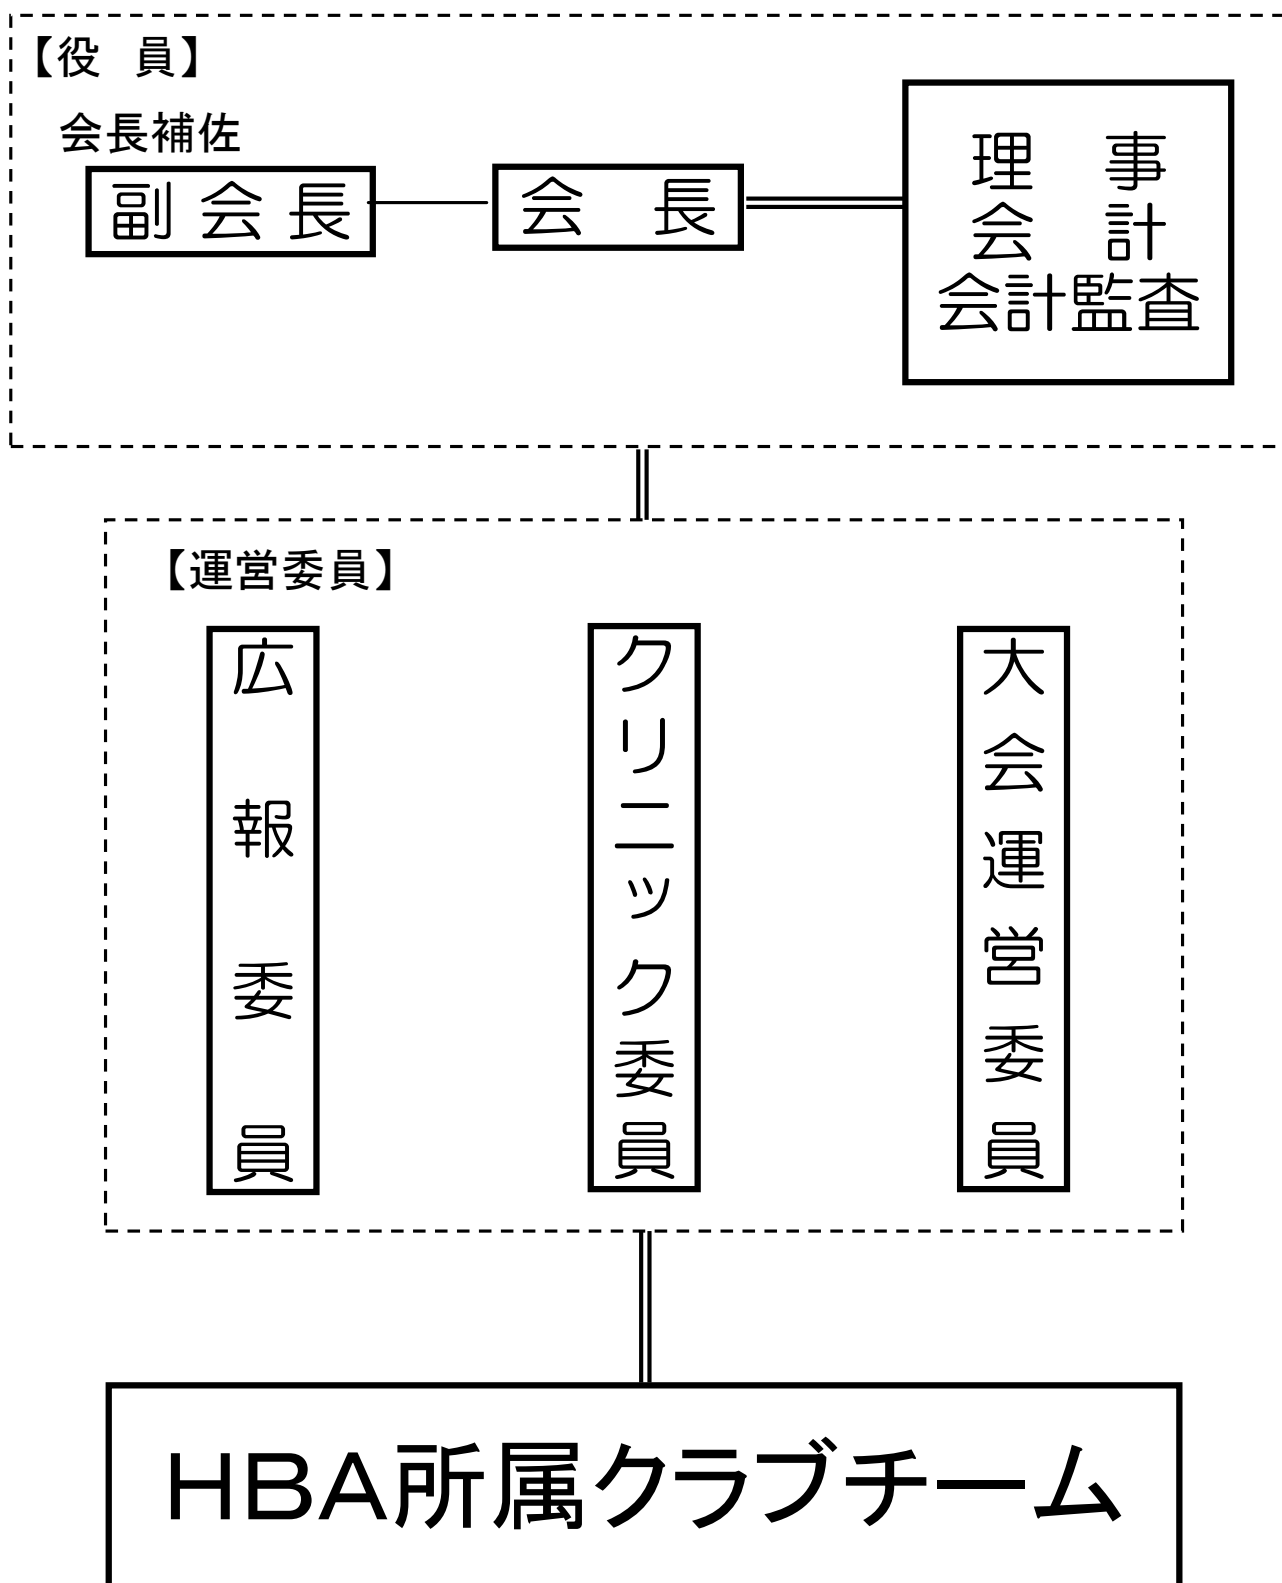 【役　員】
会長補佐
副会長
会　長
理　事
会　計
会計監査
【運営委員】
広報委員
クリニック委員
大会運営委員
HBA所属クラブチーム